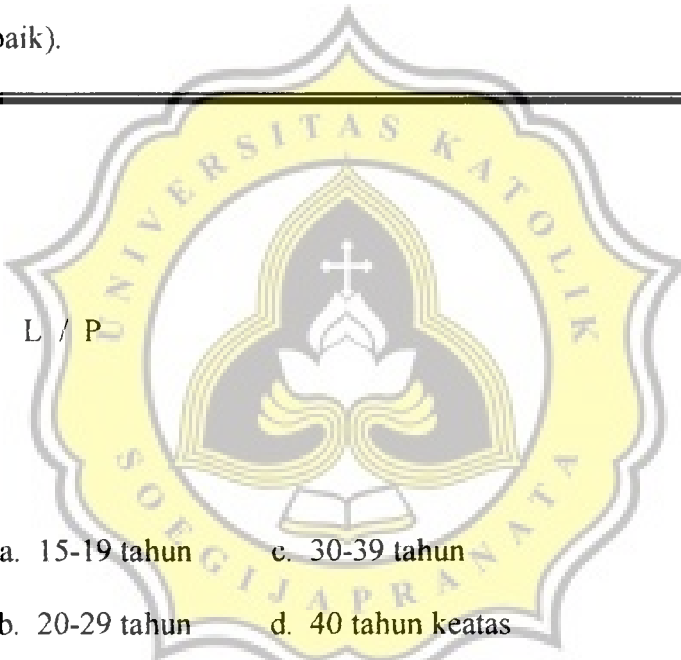 baik).
UNIVERSITAS KATOLIK
L / P
a. 15-19 tahun c. 30-39 tahun
b. 20-29 tahun d. 40 tahun keatas
SOEGIJAPRANATA